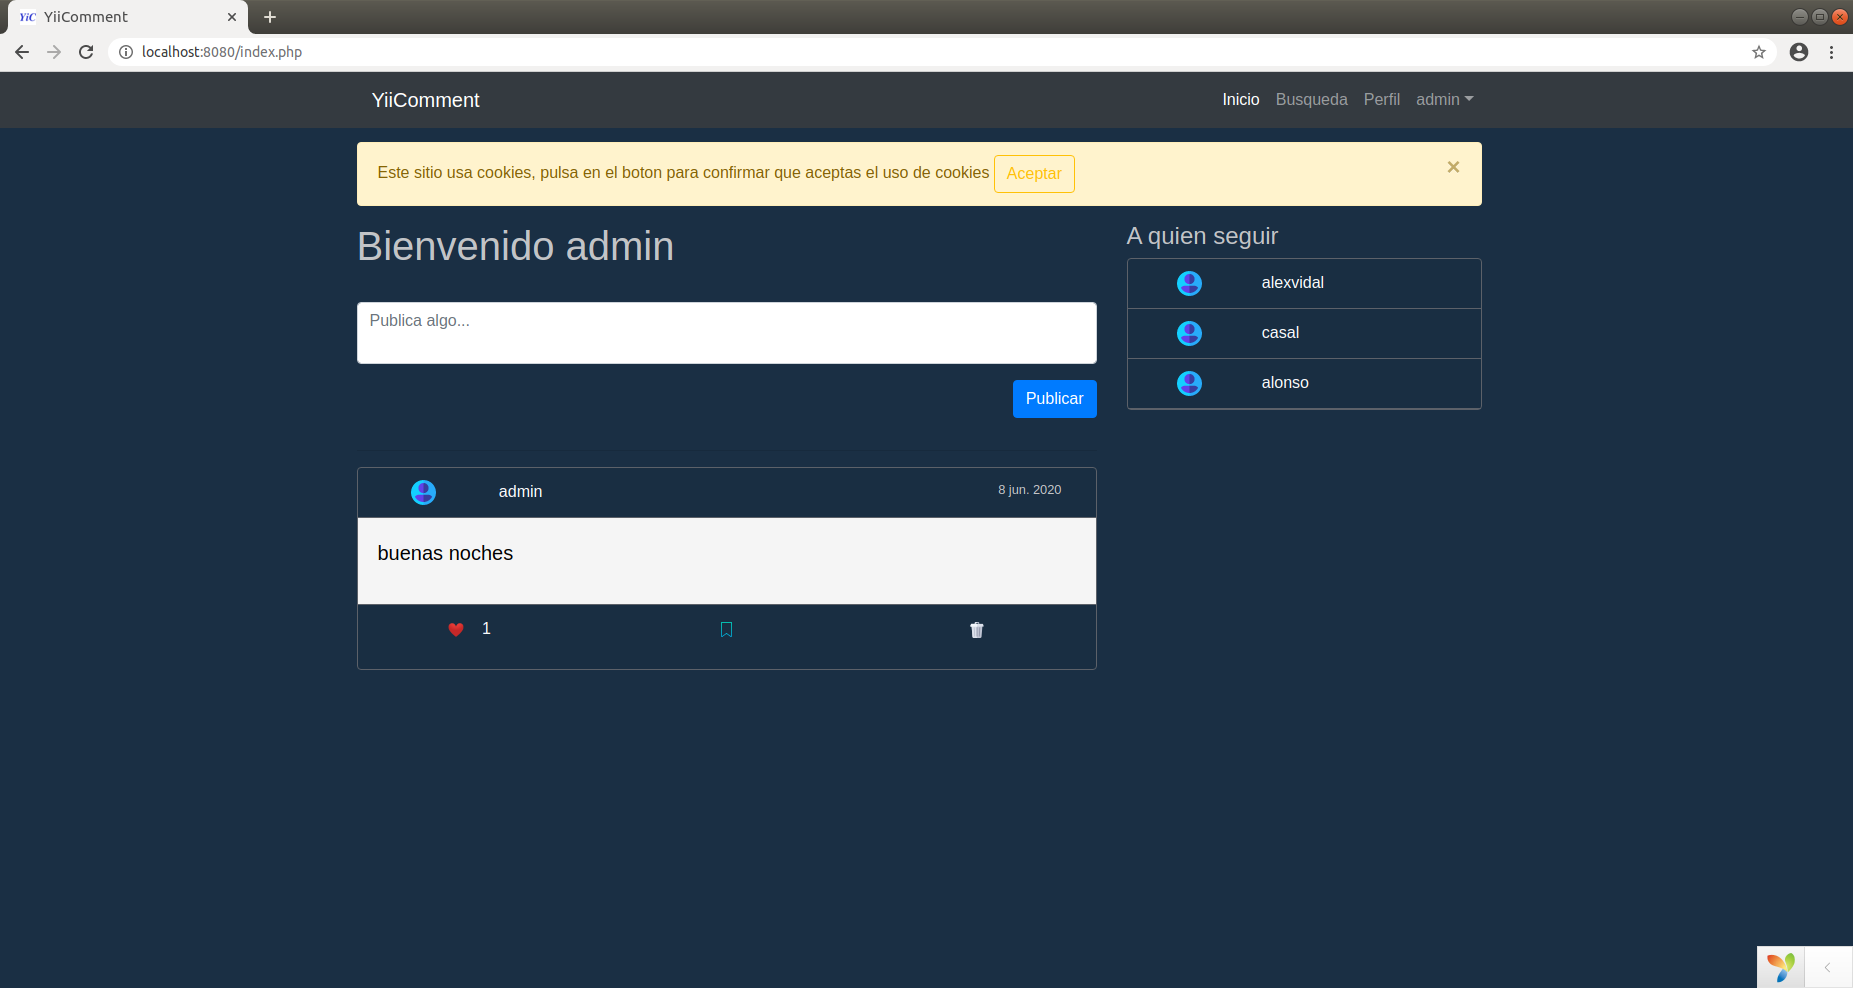 YiC YiiComment
localhost:8080/index.php
YiiComment Inicio Busqueda Perfil admin
Este sitio usa cookies, pulsa en el boton para confirmar que aceptas el uso de cookies Aceptar ×
Bienvenido admin
Publica algo...
Publicar
admin 8 jun. 2020
buenas noches
1
A quien seguir
alexvidal
casal
alonso